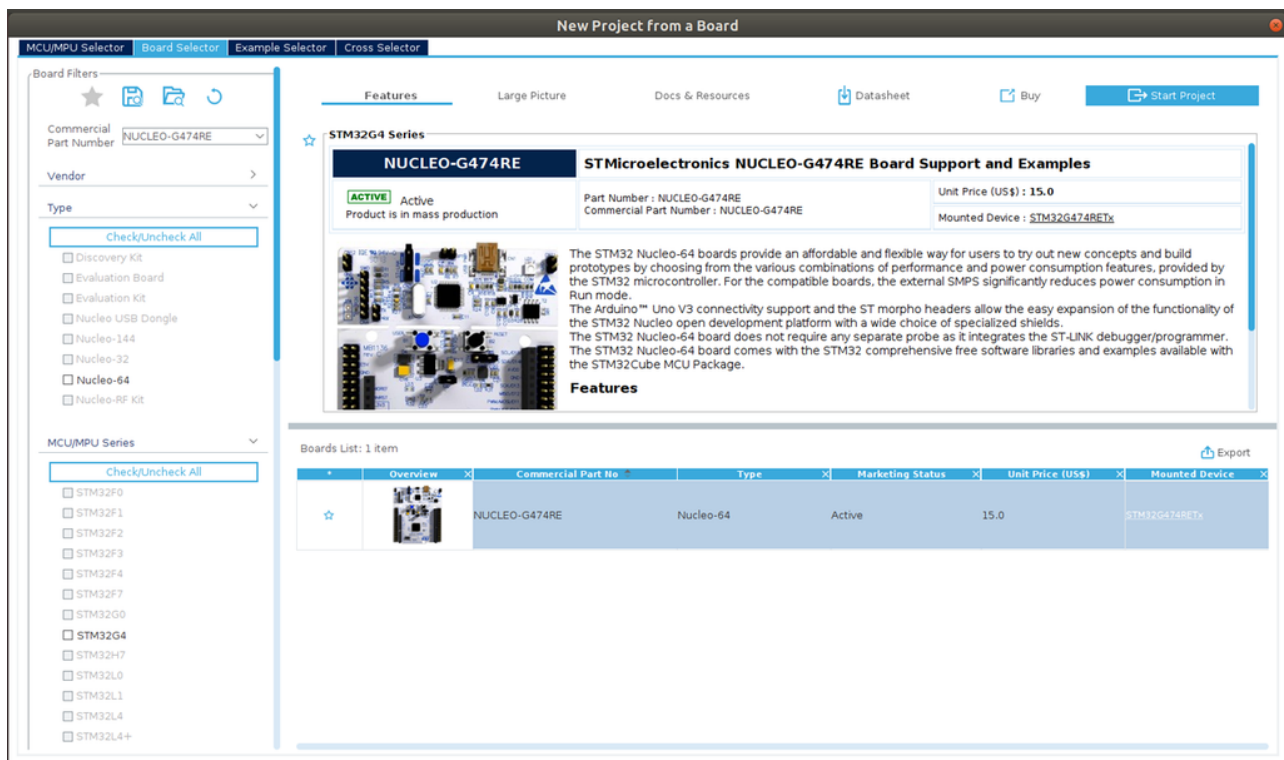 New Project from a Board
MCU/MPU Selector
Board Selector
Example Selector
Cross Selector
Board Filters
Commercial
Part Number
NUCLEO-G474RE
Vendor
Type
Check/Uncheck All
Discovery Kit
Evaluation Board
Evaluation Kit
Nucleo USB Dongle
Nucleo-144
Nucleo-32
Nucleo-64
Nucleo-RF Kit
MCU/MPU Series
Check/Uncheck All
STM32F0
STM32F1
STM32F2
STM32F3
STM32F4
STM32F7
STM32G0
STM32G4
STM32H7
STM32L0
STM32L1
STM32L4
STM32L4+
Features
Large Picture
Docs & Resources
Datasheet
Buy
Start Project
STM32G4 Series
NUCLEO-G474RE
STMicroelectronics NUCLEO-G474RE Board Support and Examples
ACTIVE
Active
Product is in mass production
Part Number : NUCLEO-G474RE
Commercial Part Number : NUCLEO-G474RE
Unit Price (US$) : 15.0
Mounted Device : STM32G474RETx
The STM32 Nucleo-64 boards provide an affordable and flexible way for users to try out new concepts and build
prototypes by choosing from the various combinations of performance and power consumption features, provided by
the STM32 microcontroller. For the compatible boards, the external SMPS significantly reduces power consumption in
Run mode.
The Arduino™ Uno V3 connectivity support and the ST morpho headers allow the easy expansion of the functionality of
the STM32 Nucleo open development platform with a wide choice of specialized shields.
The STM32 Nucleo-64 board does not require any separate probe as it integrates the ST-LINK debugger/programmer.
The STM32 Nucleo-64 board comes with the STM32 comprehensive free software libraries and examples available with
the STM32Cube MCU Package.
Features
Boards List: 1 item
Export
* Overview Commercial Part No Type Marketing Status Unit Price (US$) Mounted Device
NUCLEO-G474RE Nucleo-64 Active 15.0 STM32G474RETx